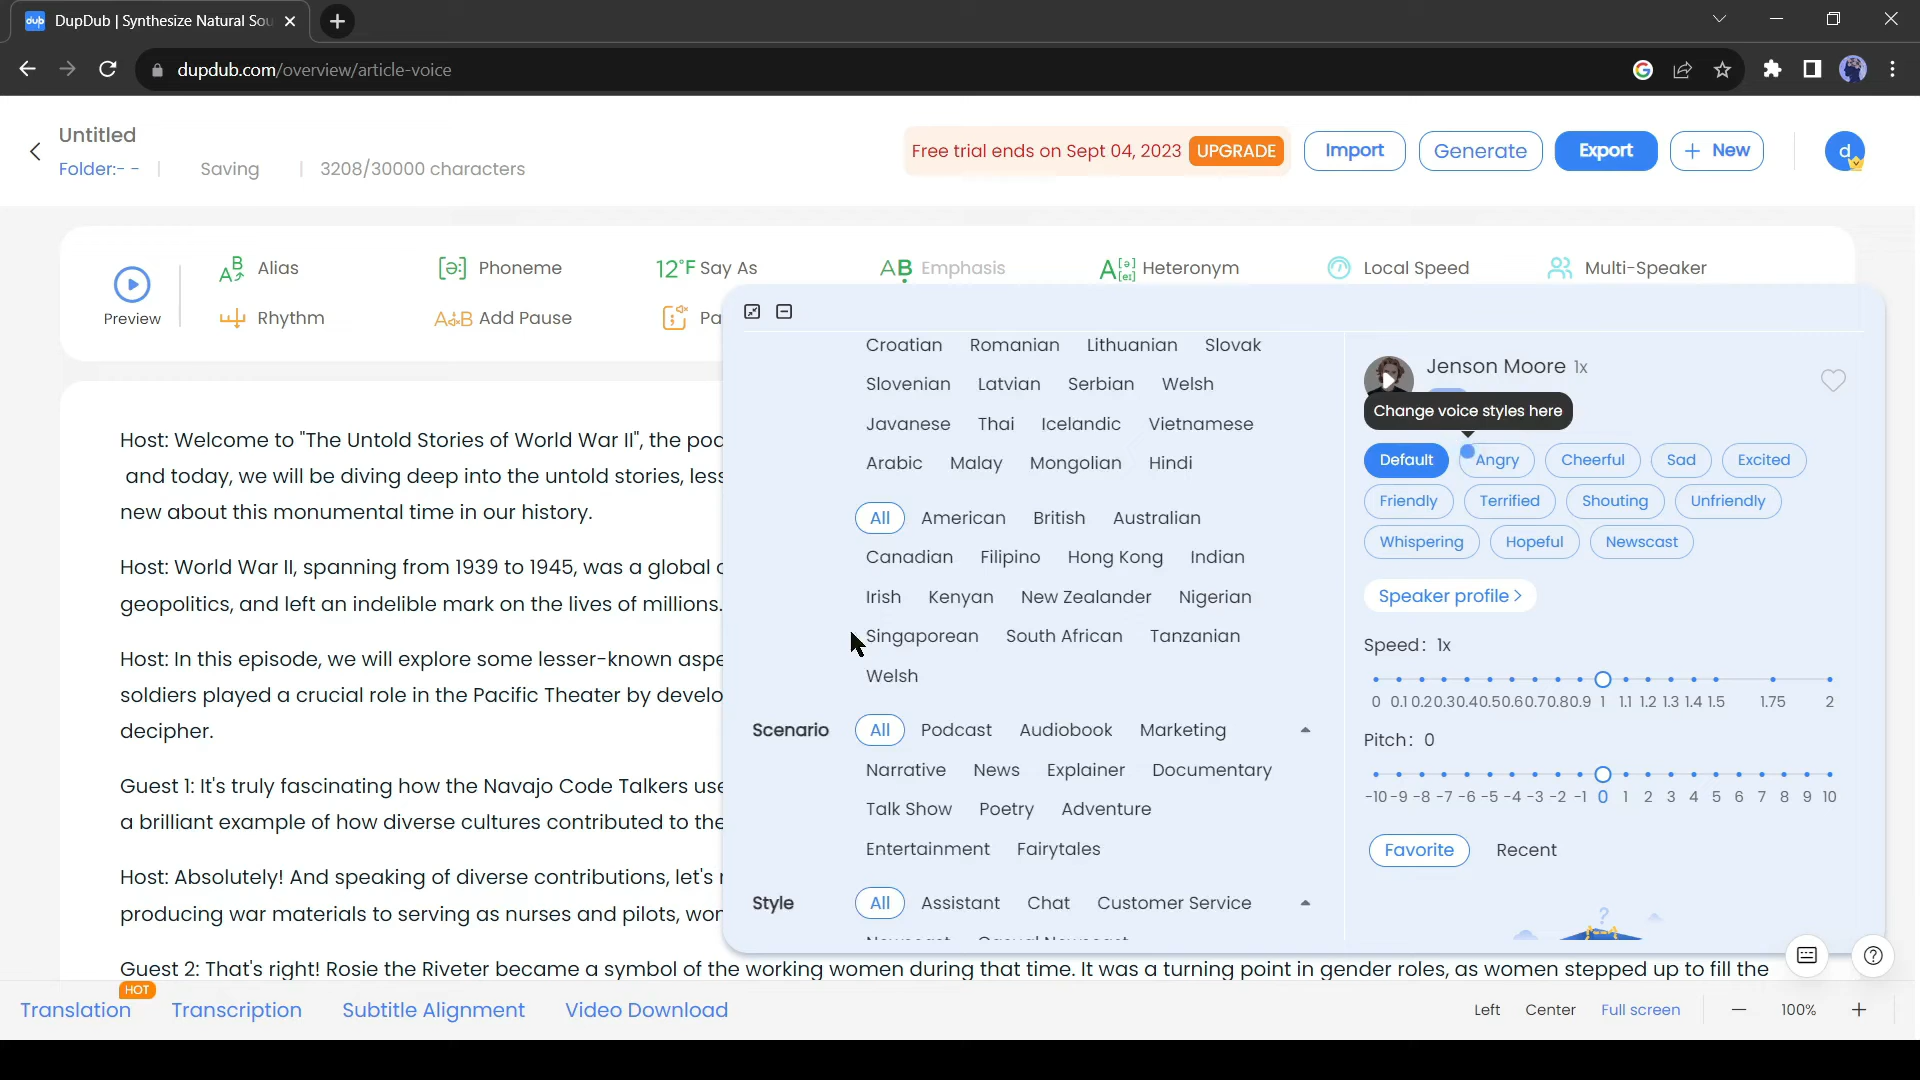 DupDub | Synthesize Natural Sou
dupdub.com/overview/article-voice
Untitled
Folder:- -
Saving
3208/30000 characters
Free trial ends on Sept 04, 2023
UPGRADE
Import
Generate
Export
+ New
d
Preview
Alias
Phoneme
12°F Say As
Emphasis
Heteronym
Local Speed
Multi-Speaker
Rhythm
Add Pause
Pa
Host: Welcome to "The Untold Stories of World War II", the pod
and today, we will be diving deep into the untold stories, less
new about this monumental time in our history.
Host: World War II, spanning from 1939 to 1945, was a global c
geopolitics, and left an indelible mark on the lives of millions.
Host: In this episode, we will explore some lesser-known aspe
soldiers played a crucial role in the Pacific Theater by develo
decipher.
Guest 1: It's truly fascinating how the Navajo Code Talkers use
a brilliant example of how diverse cultures contributed to the
Host: Absolutely! And speaking of diverse contributions, let's r
producing war materials to serving as nurses and pilots, wor
Guest 2: That's right! Rosie the Riveter became a symbol of the working women during that time. It was a turning point in gender roles, as women stepped up to fill the
Croatian Romanian Lithuanian Slovak
Slovenian Latvian Serbian Welsh
Javanese Thai Icelandic Vietnamese
Arabic Malay Mongolian Hindi
All American British Australian
Canadian Filipino Hong Kong Indian
Irish Kenyan New Zealander Nigerian
Singaporean South African Tanzanian
Welsh
Scenario All Podcast Audiobook Marketing
Narrative News Explainer Documentary
Talk Show Poetry Adventure
Entertainment Fairytales
Style All Assistant Chat Customer Service
Jenson Moore 1x
Change voice styles here
Default Angry Cheerful Sad Excited
Friendly Terrified Shouting Unfriendly
Whispering Hopeful Newscast
Speaker profile >
Speed: 1x
0 0.1 0.2 0.3 0.4 0.5 0.6 0.7 0.8 0.9 1 1.1 1.2 1.3 1.4 1.5 1.75 2
Pitch: 0
-10 -9 -8 -7 -6 -5 -4 -3 -2 -1 0 1 2 3 4 5 6 7 8 9 10
Favorite Recent
HOT
Translation Transcription Subtitle Alignment Video Download
Left Center Full screen
100%